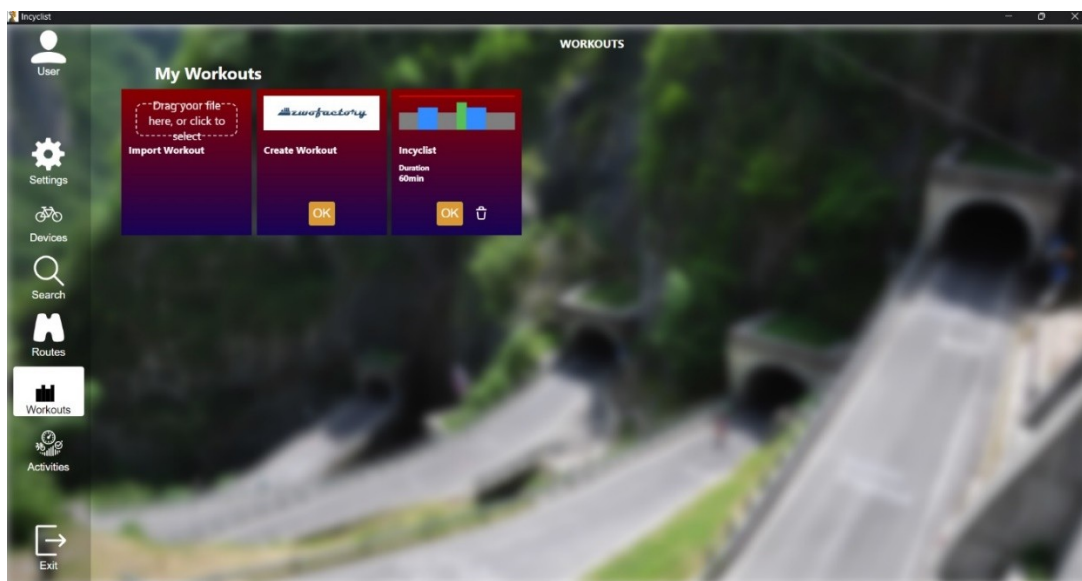 Incyclist
WORKOUTS
User
My Workouts
Drag your file
here, or click to
select
Import Workout
zwofactory
Create Workout
OK
Incyclist
Duration
60min
OK
Settings
Devices
Search
Routes
Workouts
Activities
Exit